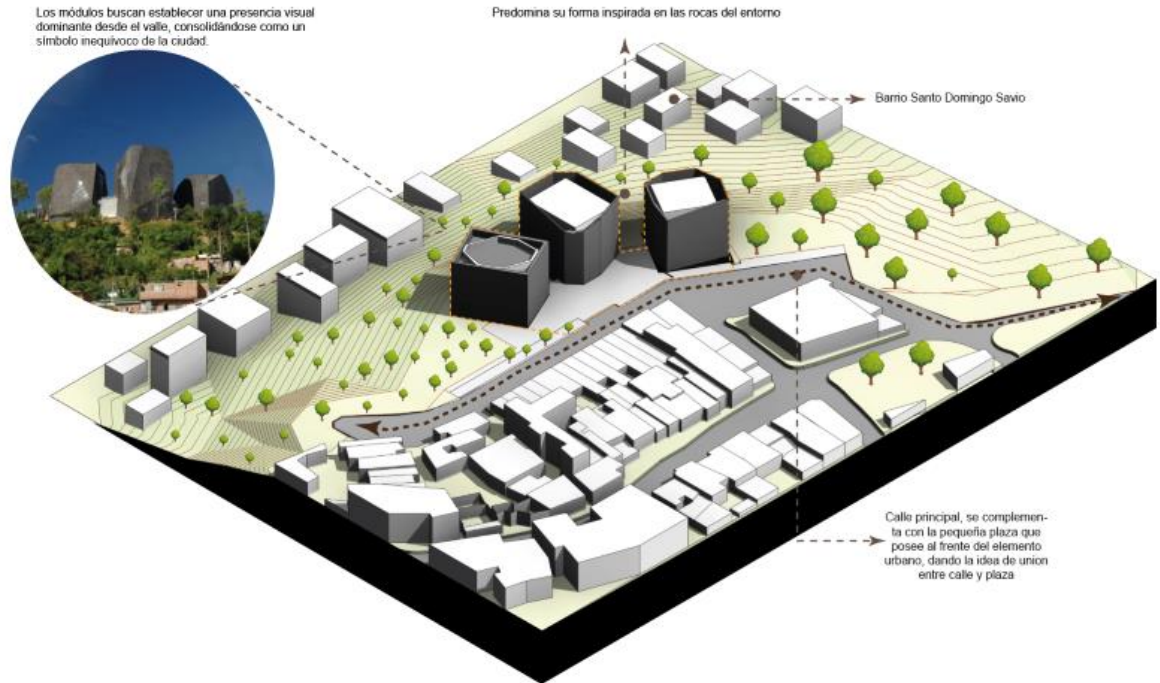 Los módulos buscan establecer una presencia visual
dominante desde el valle, consolidándose como un
símbolo inequívoco de la ciudad.
Predomina su forma inspirada en las rocas del entorno
Barrio Santo Domingo Savio
Calle principal, se complemen-
ta con la pequeña plaza que
posee al frente del elemento
urbano, dando la idea de union
entre calle y plaza